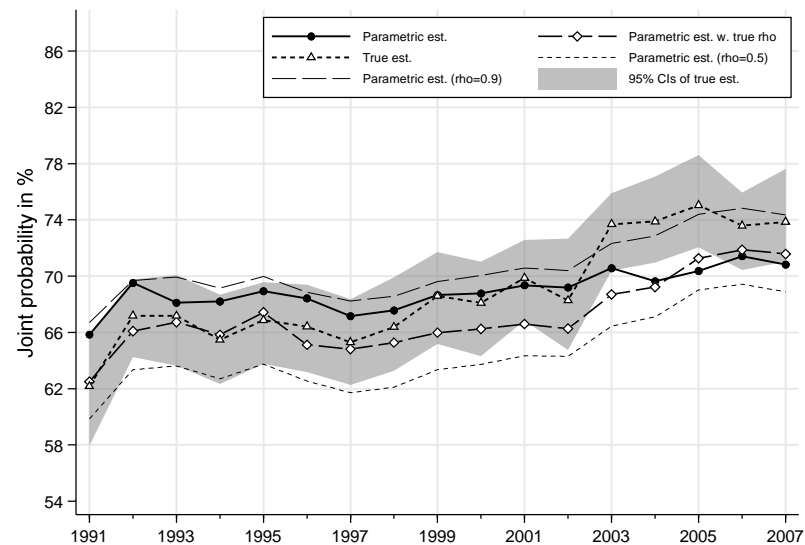 Parametric est.
Parametric est. w. true rho
True est.
Parametric est. (rho=0.5)
Parametric est. (rho=0.9)
95% CIs of true est.
Joint probability in %
86
82
78
74
70
66
62
58
54
1991 1993 1995 1997 1999 2001 2003 2005 2007